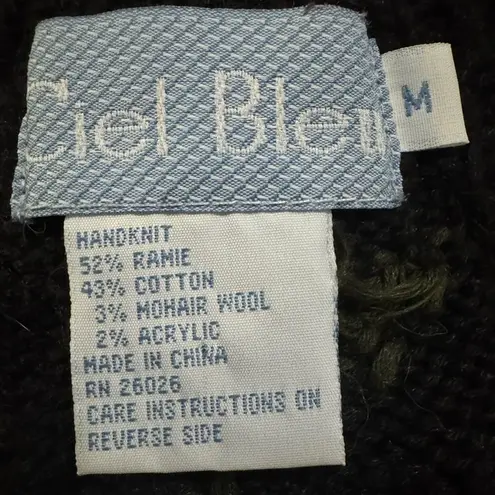 Ciel Bleu
M
HANDKNIT
52% RAMIE
43% COTTON
3% MOHAIR WOOL
2% ACRYLIC
MADE IN CHINA
RN 26026
CARE INSTRUCTIONS ON
REVERSE SIDE